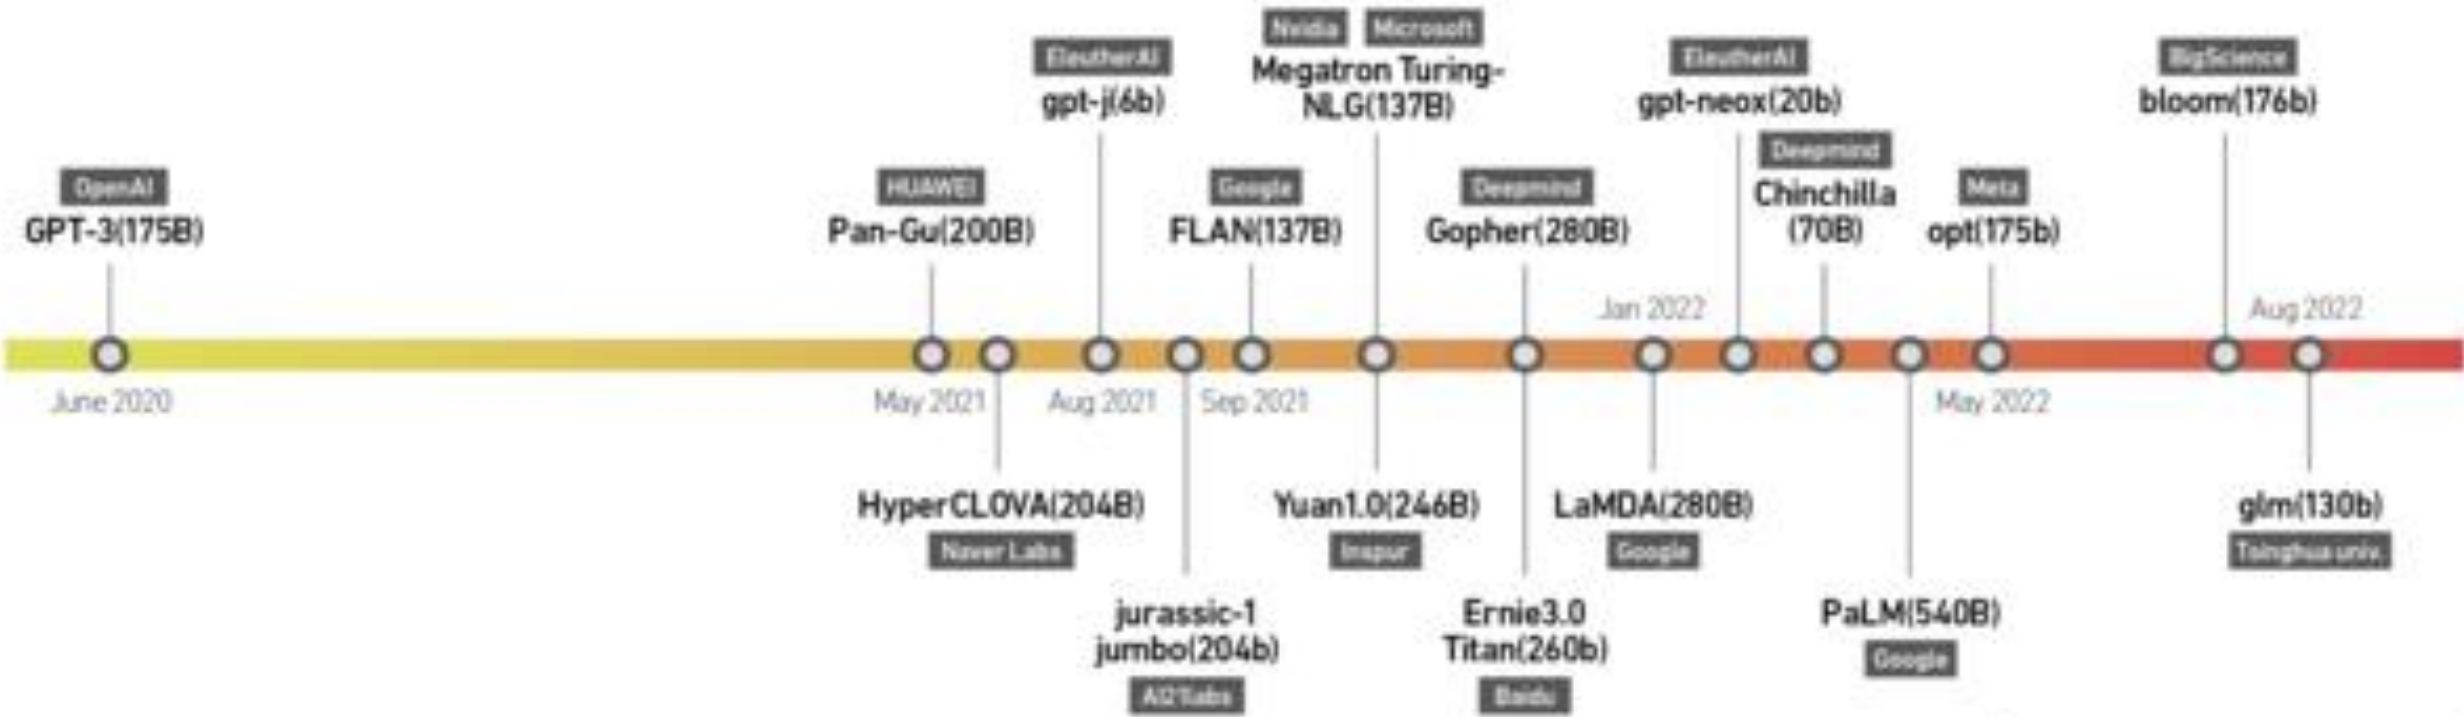 Nvidia Microsoft
EleutherAI
Megatron Turing-
NLG(137B)
gpt-j(6b)
EleutherAI
gpt-neox(20b)
BigScience
bloom(176b)
OpenAI
GPT-3(175B)
HUAWEI
Pan-Gu(200B)
Google
FLAN(137B)
Deepmind
Gopher(280B)
Deepmind
Chinchilla
(70B)
Meta
opt(175b)
Jan 2022
Aug 2022
June 2020
May 2021
Aug 2021
Sep 2021
May 2022
HyperCLOVA(204B)
Naver Labs
jurassic-1
jumbo(204b)
AI21labs
Yuan1.0(246B)
Inspur
Ernie3.0
Titan(260b)
Baidu
LaMDA(280B)
Google
PaLM(540B)
Google
glm(130b)
Tsinghua univ.